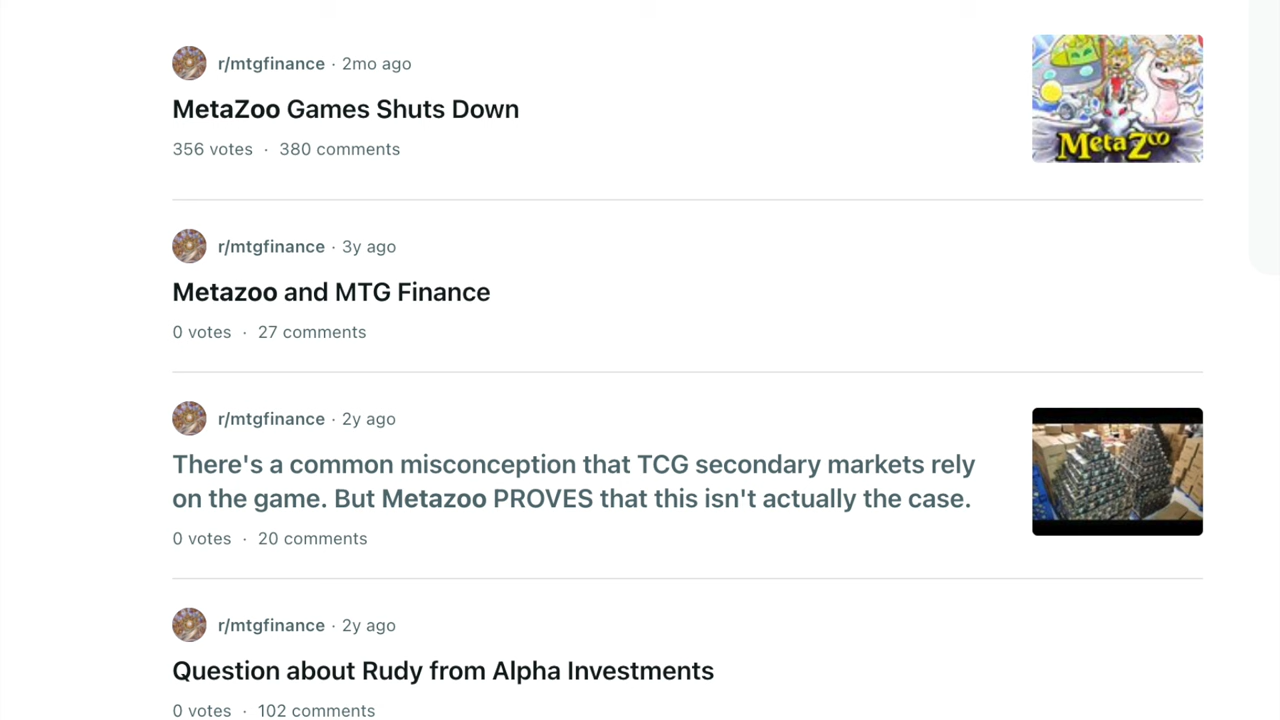 r/mtgfinance · 2mo ago
MetaZoo Games Shuts Down
356 votes · 380 comments
MetaZoo
r/mtgfinance · 3y ago
Metazoo and MTG Finance
0 votes · 27 comments
r/mtgfinance · 2y ago
There's a common misconception that TCG secondary markets rely
on the game. But Metazoo PROVES that this isn't actually the case.
0 votes · 20 comments
r/mtgfinance · 2y ago
Question about Rudy from Alpha Investments
0 votes · 102 comments